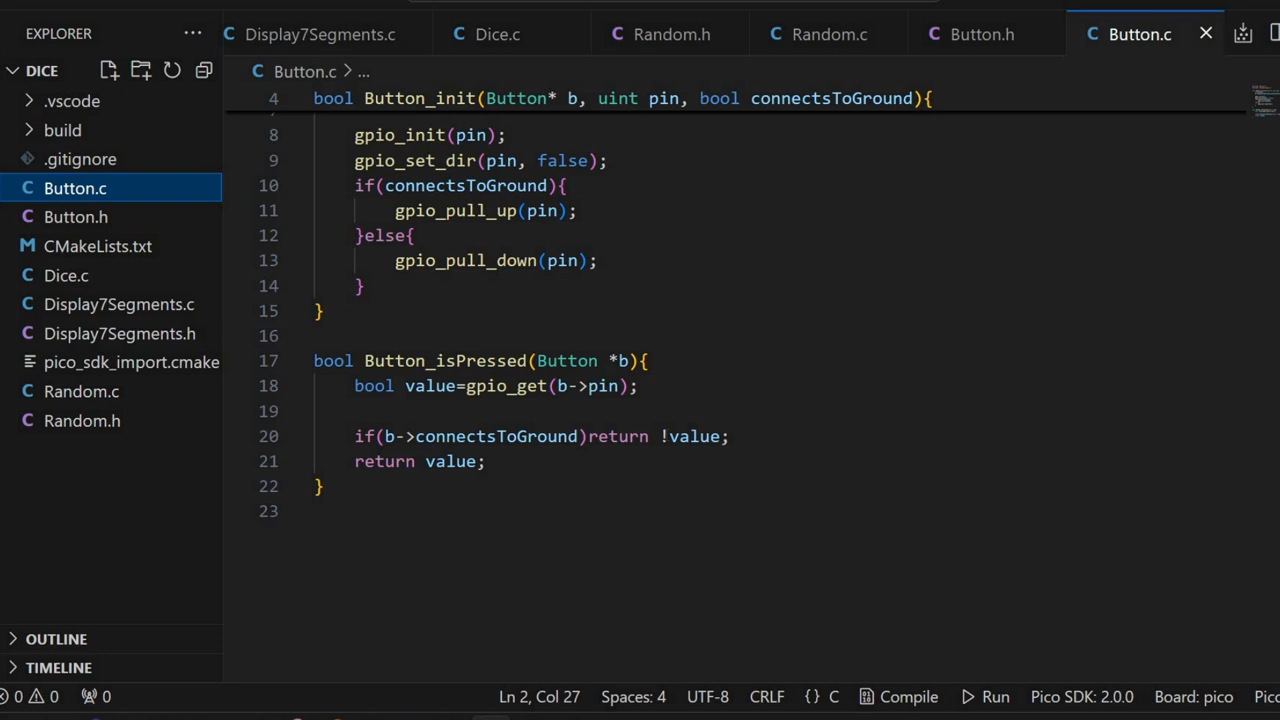 EXPLORER ...
DICE
.vscode
build
.gitignore
Button.c
Button.h
CMakeLists.txt
Dice.c
Display7Segments.c
Display7Segments.h
pico_sdk_import.cmake
Random.c
Random.h
OUTLINE
TIMELINE
C Display7Segments.c C Dice.c C Random.h C Random.c C Button.h C Button.c ×
C Button.c > ...
4 bool Button_init(Button* b, uint pin, bool connectsToGround){
8 gpio_init(pin);
9 gpio_set_dir(pin, false);
10 if(connectsToGround){
11 gpio_pull_up(pin);
12 }else{
13 gpio_pull_down(pin);
14 }
15 }
16
17 bool Button_isPressed(Button *b){
18 bool value=gpio_get(b->pin);
19
20 if(b->connectsToGround)return !value;
21 return value;
22 }
23
0 0 0 Ln 2, Col 27 Spaces: 4 UTF-8 CRLF {} C Compile Run Pico SDK: 2.0.0 Board: pico